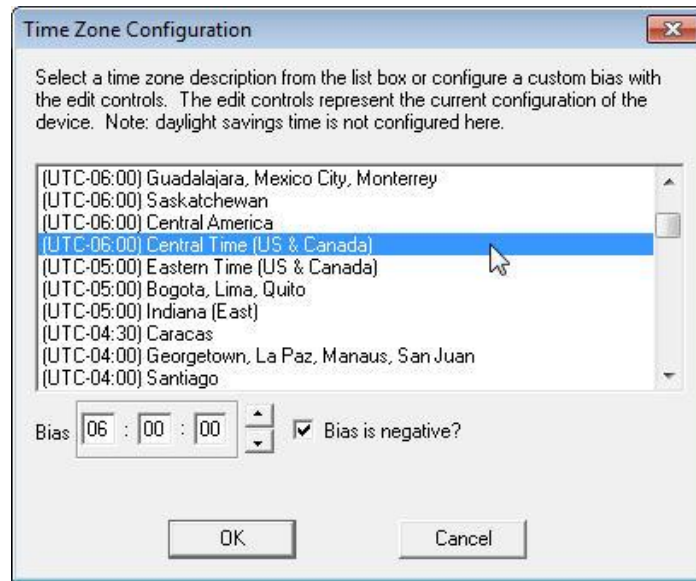 Time Zone Configuration
Select a time zone description from the list box or configure a custom bias with
the edit controls. The edit controls represent the current configuration of the
device. Note: daylight savings time is not configured here.
(UTC-06:00) Guadalajara, Mexico City, Monterrey
(UTC-06:00) Saskatchewan
(UTC-06:00) Central America
(UTC-06:00) Central Time (US & Canada)
(UTC-05:00) Eastern Time (US & Canada)
(UTC-05:00) Bogota, Lima, Quito
(UTC-05:00) Indiana (East)
(UTC-04:30) Caracas
(UTC-04:00) Georgetown, La Paz, Manaus, San Juan
(UTC-04:00) Santiago
Bias 06 : 00 : 00 Bias is negative?
OK Cancel